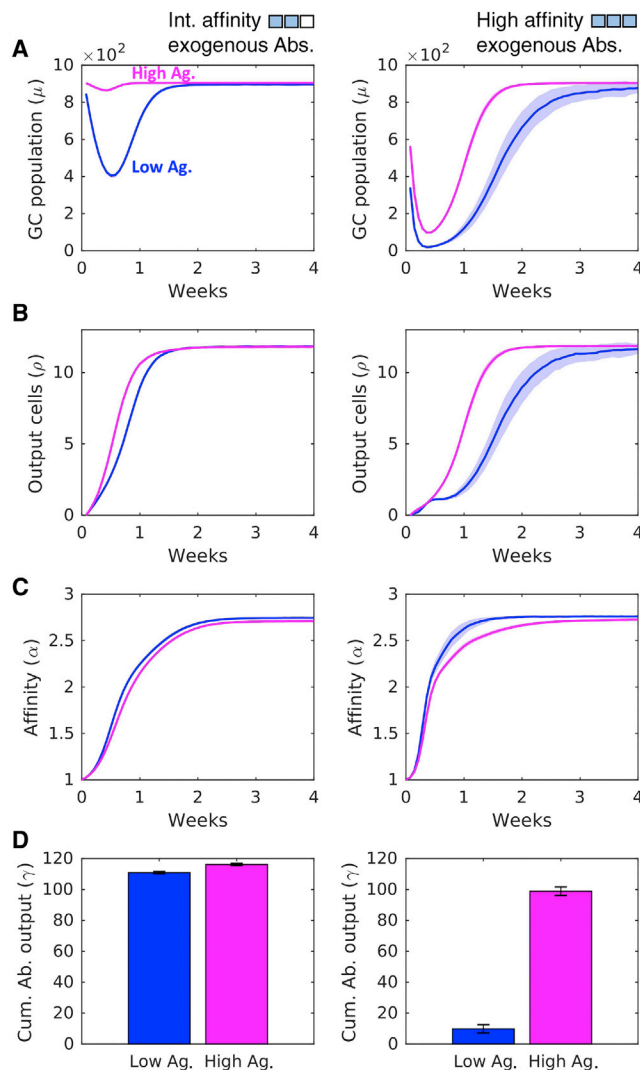 Int. affinity
exogenous Abs.
High affinity
exogenous Abs.
A
×10²
High Ag.
Low Ag.
GC population (μ)
10
8
6
4
2
0
0 1 2 3 4
Weeks
×10²
GC population (μ)
10
8
6
4
2
0
0 1 2 3 4
Weeks
B
Output cells (ρ)
10
5
0
0 1 2 3 4
Weeks
Output cells (ρ)
10
5
0
0 1 2 3 4
Weeks
C
Affinity (α)
3
2.5
2
1.5
1
0 1 2 3 4
Weeks
Affinity (α)
3
2.5
2
1.5
1
0 1 2 3 4
Weeks
D
Cum. Ab. output (γ)
120
100
80
60
40
20
0
Low Ag. High Ag.
Cum. Ab. output (γ)
120
100
80
60
40
20
0
Low Ag. High Ag.